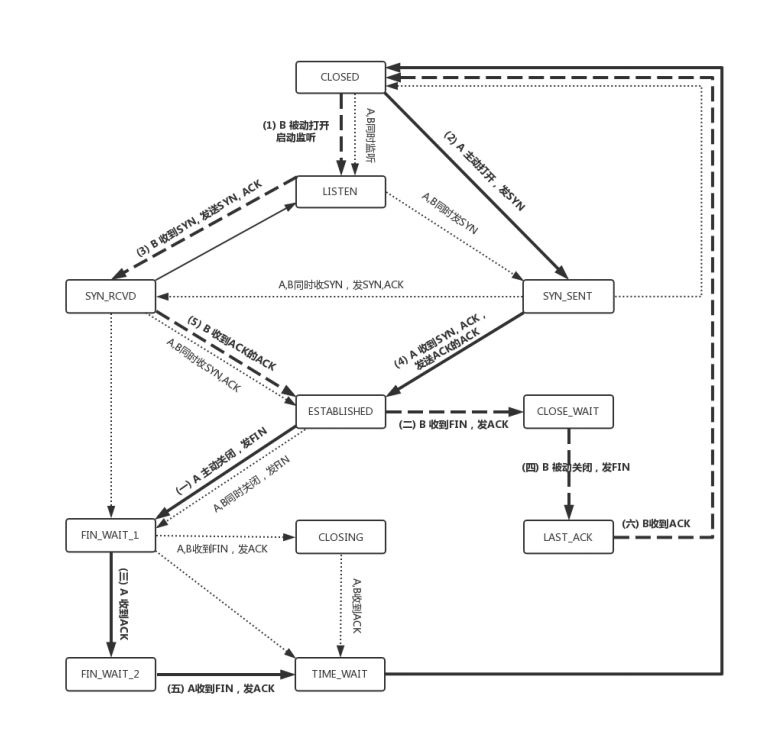 CLOSED
(1) B 被动打开
启动监听
A,B同时监听
(2) A 主动打开，发SYN
LISTEN
(3) B 收到SYN, 发送SYN, ACK
A,B同时发SYN
SYN_RCVD
A,B同时收SYN，发SYN,ACK
SYN_SENT
(5) B 收到ACK的ACK
A,B同时收SYN,ACK
(4) A 收到SYN, ACK，
发送ACK的ACK
ESTABLISHED
(二) B 收到FIN，发ACK
CLOSE_WAIT
(一) A 主动关闭，发FIN
A,B同时关闭，发FIN
(四) B 被动关闭，发FIN
FIN_WAIT_1
A,B收到FIN，发ACK
CLOSING
LAST_ACK
(六) B收到ACK
(三) A 收到ACK
A,B收到ACK
FIN_WAIT_2
(五) A收到FIN，发ACK
TIME_WAIT